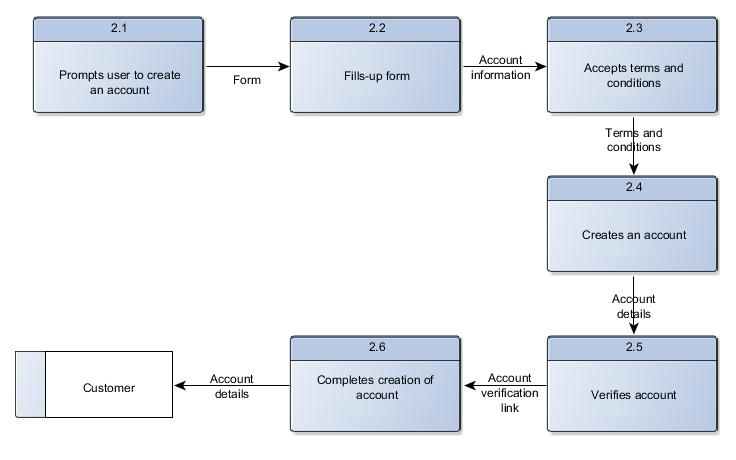 2.1
Prompts user to create
an account
Form
2.2
Fills-up form
Account
information
2.3
Accepts terms and
conditions
Terms and
conditions
2.4
Creates an account
Account
details
2.5
Verifies account
Account
verification
link
2.6
Completes creation of
account
Account
details
Customer